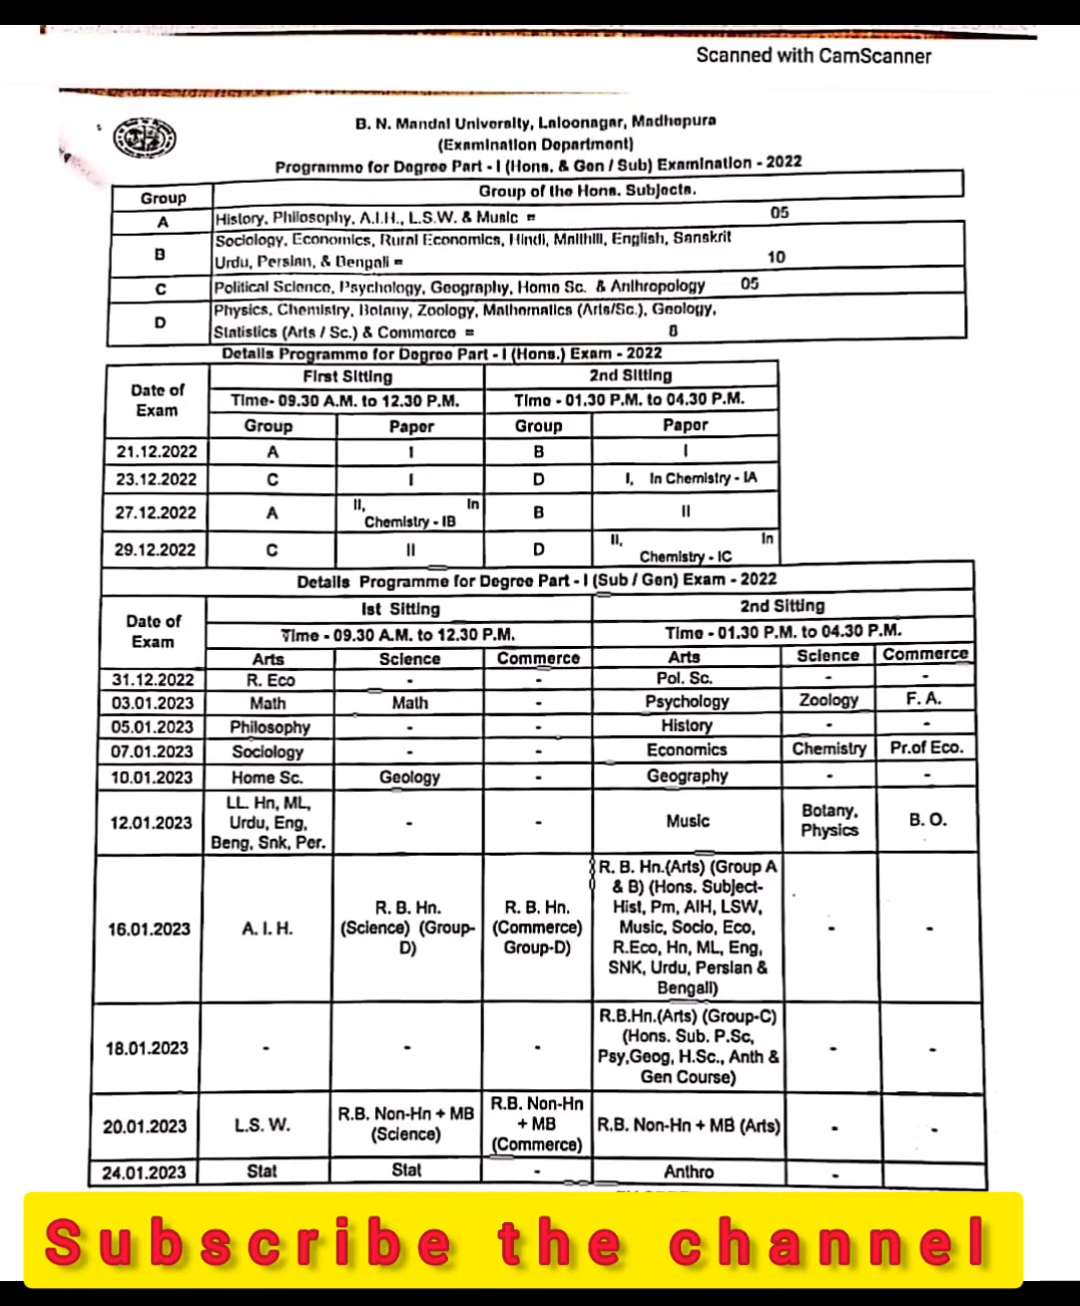 Scanned with CamScanner
B. N. Mandal University, Laloonagar, Madhepura
(Examination Department)
Programme for Degree Part - I (Hons. & Gen / Sub) Examination - 2022
Group Group of the Hons. Subjects.
A History, Philosophy, A.I.H., L.S.W. & Music = 05
B Sociology, Economics, Rural Economics, Hindi, Maithili, English, Sanskrit
Urdu, Persian, & Bengali = 10
C Political Science, Psychology, Geography, Home Sc. & Anthropology 05
D Physics, Chemistry, Botany, Zoology, Mathematics (Arts/Sc.), Geology,
Statistics (Arts / Sc.) & Commerce = 8
Details Programme for Degree Part - I (Hons.) Exam - 2022
Date of Exam First Sitting 2nd Sitting
Time- 09.30 A.M. to 12.30 P.M. Time - 01.30 P.M. to 04.30 P.M.
Group Paper Group Paper
21.12.2022 A I B I
23.12.2022 C I D I, In Chemistry - IA
27.12.2022 A II, In Chemistry - IB B II
29.12.2022 C II D II, In Chemistry - IC
Details Programme for Degree Part - I (Sub / Gen) Exam - 2022
Date of Exam Ist Sitting 2nd Sitting
Time - 09.30 A.M. to 12.30 P.M. Time - 01.30 P.M. to 04.30 P.M.
Arts Science Commerce Arts Science Commerce
31.12.2022 R. Eco - - Pol. Sc. - -
03.01.2023 Math Math - Psychology Zoology F. A.
05.01.2023 Philosophy - - History - -
07.01.2023 Sociology - - Economics Chemistry Pr.of Eco.
10.01.2023 Home Sc. Geology - Geography - -
12.01.2023 LL. Hn, ML, Urdu, Eng, Beng, Snk, Per. - - Music Botany, Physics B. O.
16.01.2023 A. I. H. R. B. Hn. (Science) (Group-D) R. B. Hn. (Commerce) Group-D) R. B. Hn.(Arts) (Group A & B) (Hons. Subject- Hist, Pm, AIH, LSW, Music, Socio, Eco, R.Eco, Hn, ML, Eng, SNK, Urdu, Persian & Bengali) - -
18.01.2023 - - - R.B.Hn.(Arts) (Group-C) (Hons. Sub. P.Sc, Psy,Geog, H.Sc., Anth & Gen Course) - -
20.01.2023 L.S. W. R.B. Non-Hn + MB (Science) R.B. Non-Hn + MB (Commerce) R.B. Non-Hn + MB (Arts) - -
24.01.2023 Stat Stat - Anthro -
Subscribe the channel